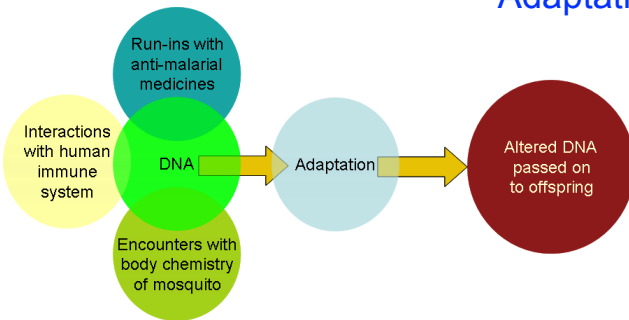 Adaptati
Run-ins with
anti-malarial
medicines
Interactions
with human
immune
system
DNA
Adaptation
Altered DNA
passed on
to offspring
Encounters with
body chemistry
of mosquito